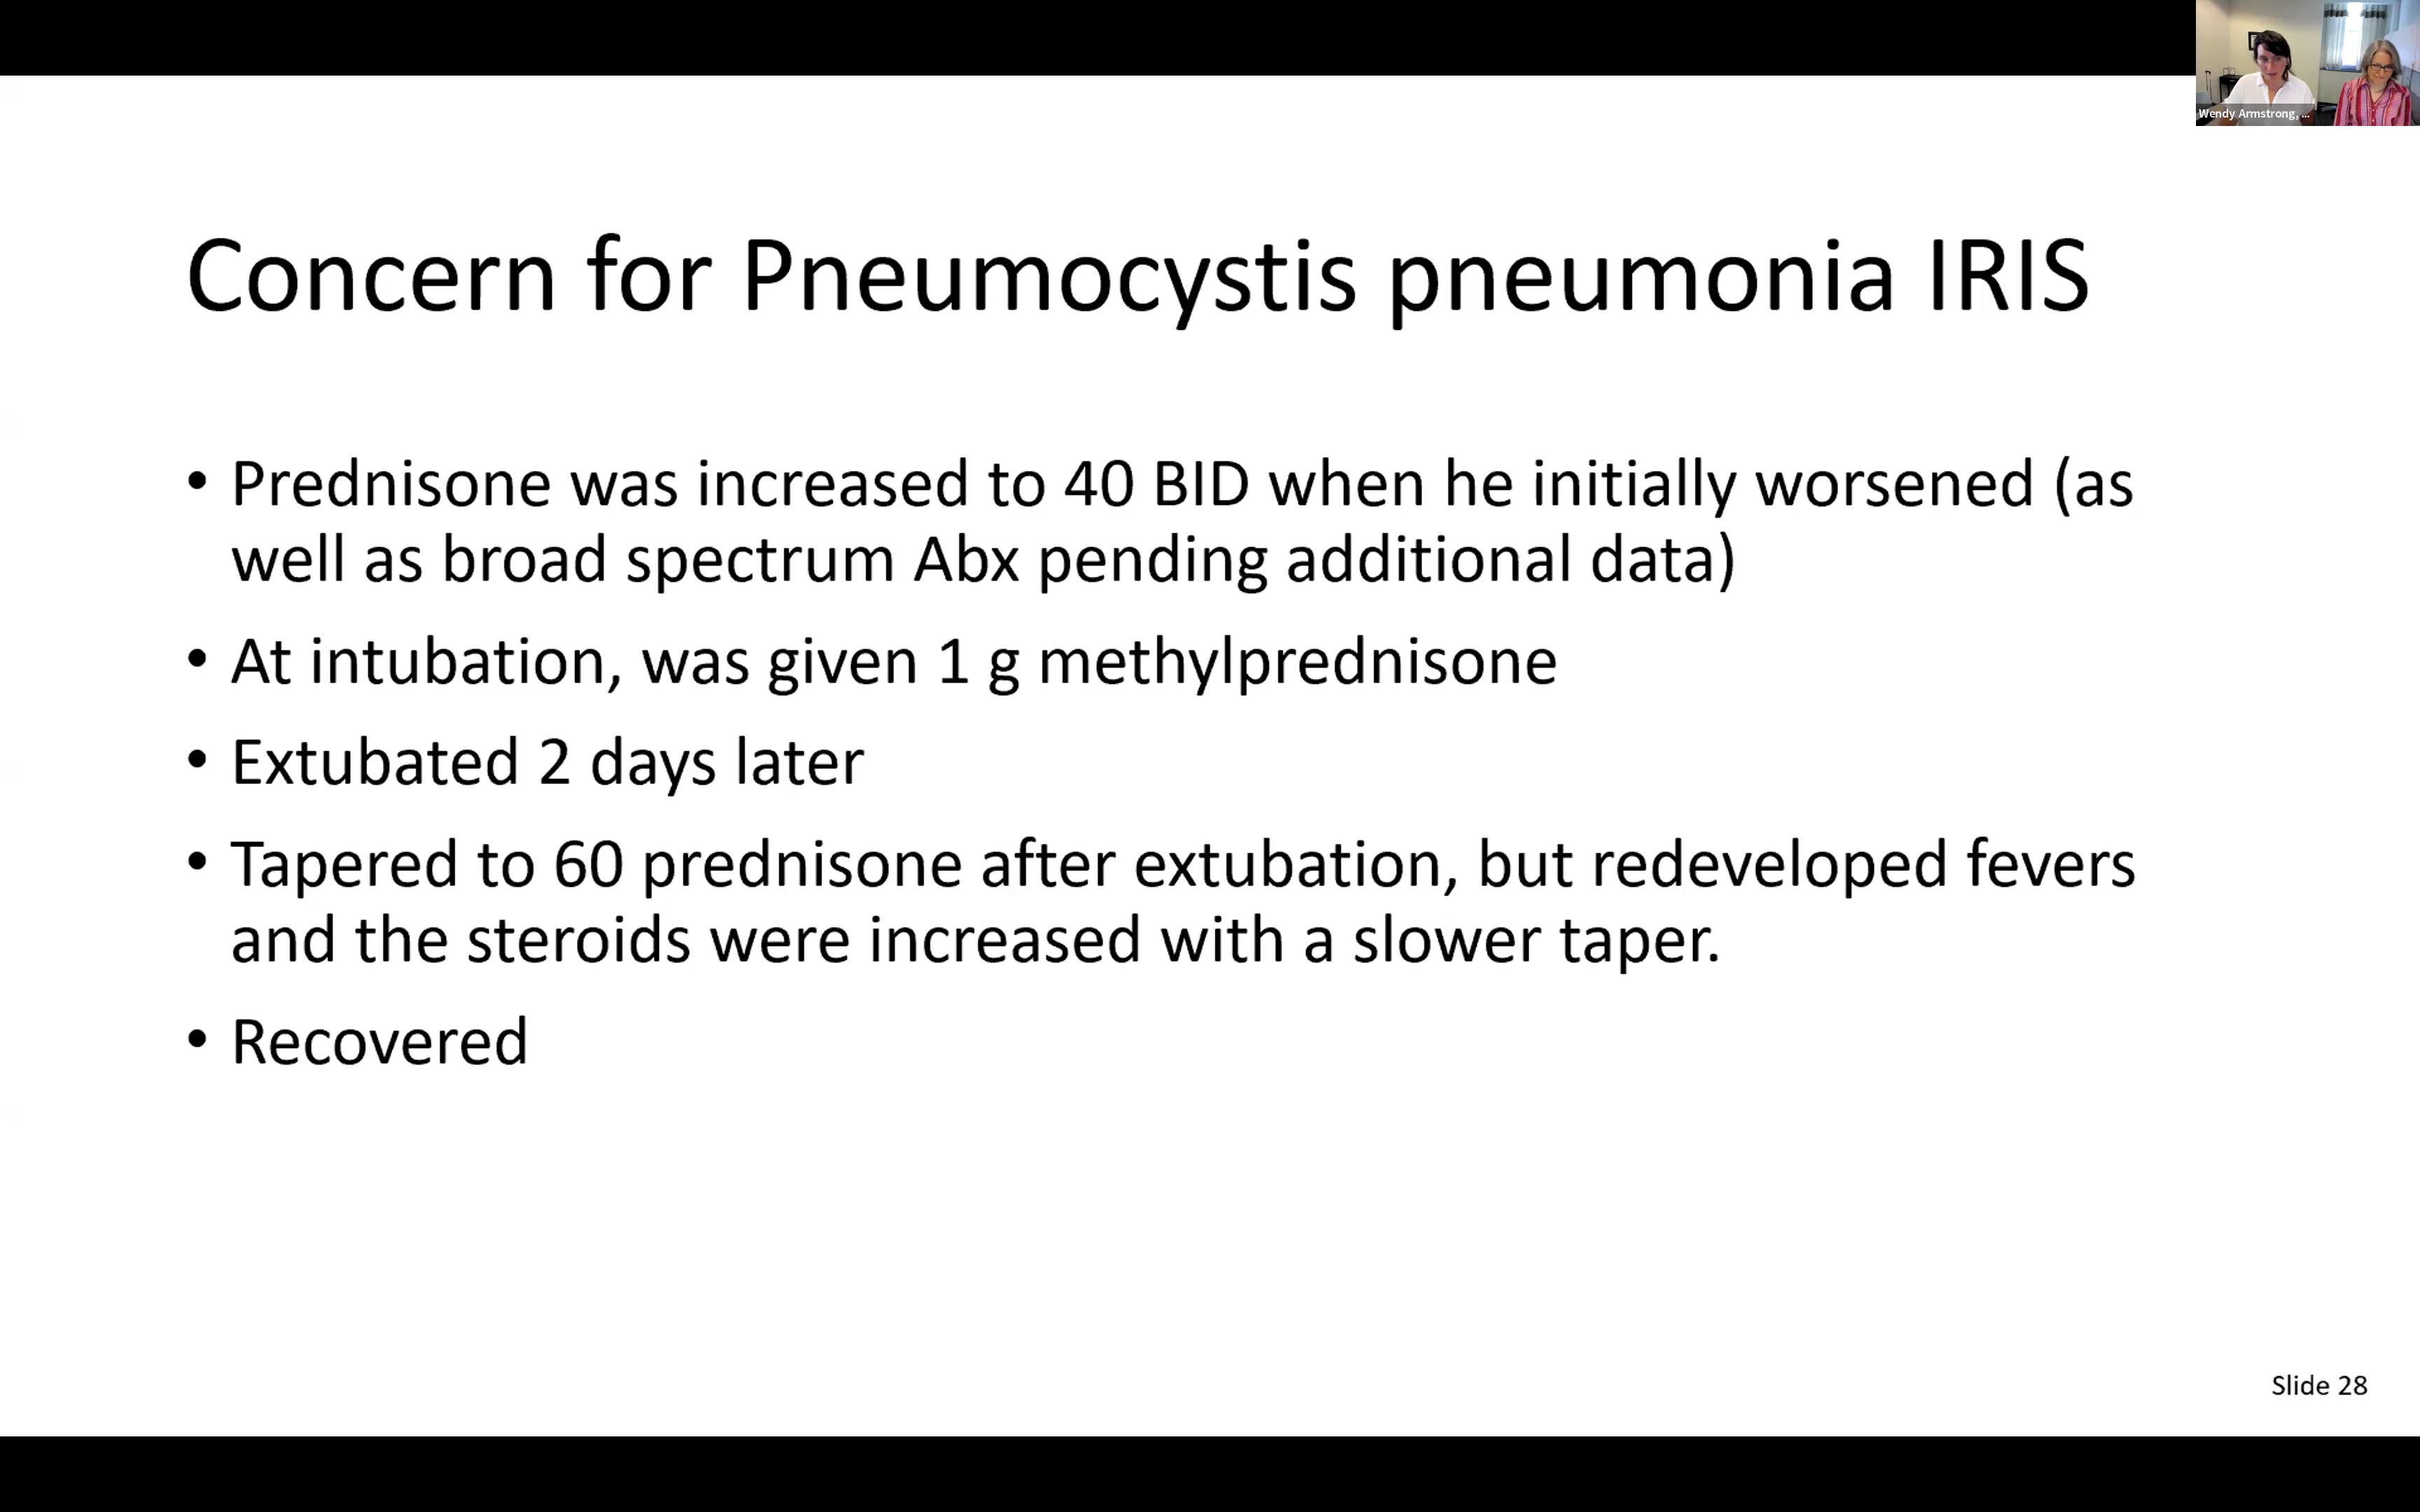 Wendy Armstrong, ...
Concern for Pneumocystis pneumonia IRIS
• Prednisone was increased to 40 BID when he initially worsened (as
well as broad spectrum Abx pending additional data)
• At intubation, was given 1 g methylprednisone
• Extubated 2 days later
• Tapered to 60 prednisone after extubation, but redeveloped fevers
and the steroids were increased with a slower taper.
• Recovered
Slide 28